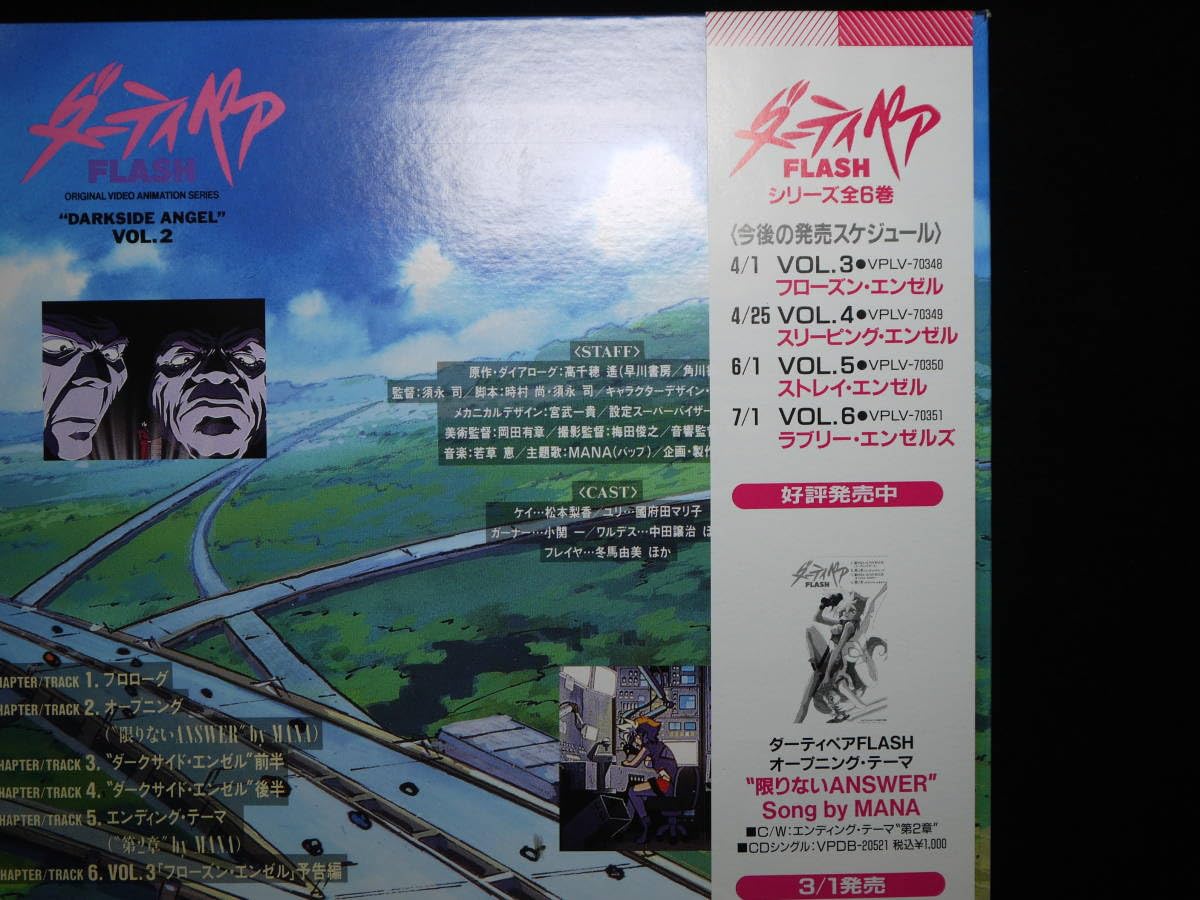 ダーティペア
FLASH
ORIGINAL VIDEO ANIMATION SERIES
“DARKSIDE ANGEL”
VOL.2
〈STAFF〉
原作・ダイアローグ:高千穂 遙(早川書房/角川
監督:須永 司/脚本:時村 尚・須永 司/キャラクターデザイン・
メカニカルデザイン:宮武一貴/設定スーパーバイザー
美術監督:岡田有章/撮影監督:梅田俊之/音響監
音楽:若草 恵/主題歌:MANA(バップ)/企画・製作
〈CAST〉
ケイ…松本梨香/ユリ…國府田マリ子
ガーナー…小関 一/ワルデス…中田譲治 ほ
フレイヤ…冬馬由美 ほか
HAPTER/TRACK 1. プロローグ
HAPTER/TRACK 2. オープニング
(“限りないANSWER” by MANA)
HAPTER/TRACK 3. “ダークサイド・エンゼル”前半
HAPTER/TRACK 4. “ダークサイド・エンゼル”後半
HAPTER/TRACK 5. エンディング・テーマ
(“第2章” by MANA)
HAPTER/TRACK 6. VOL.3「フローズン・エンゼル」予告編
ダーティペア
FLASH
シリーズ全6巻
〈今後の発売スケジュール〉
4/1 VOL.3●VPLV-70348
フローズン・エンゼル
4/25 VOL.4●VPLV-70349
スリーピング・エンゼル
6/1 VOL.5●VPLV-70350
ストレイ・エンゼル
7/1 VOL.6●VPLV-70351
ラブリー・エンゼルズ
好評発売中
ダーティペア
FLASH
ダーティペアFLASH
オープニング・テーマ
“限りないANSWER”
Song by MANA
■C/W:エンディング・テーマ“第2章”
■CDシングル:VPDB-20521 税込¥1,000
3/1発売